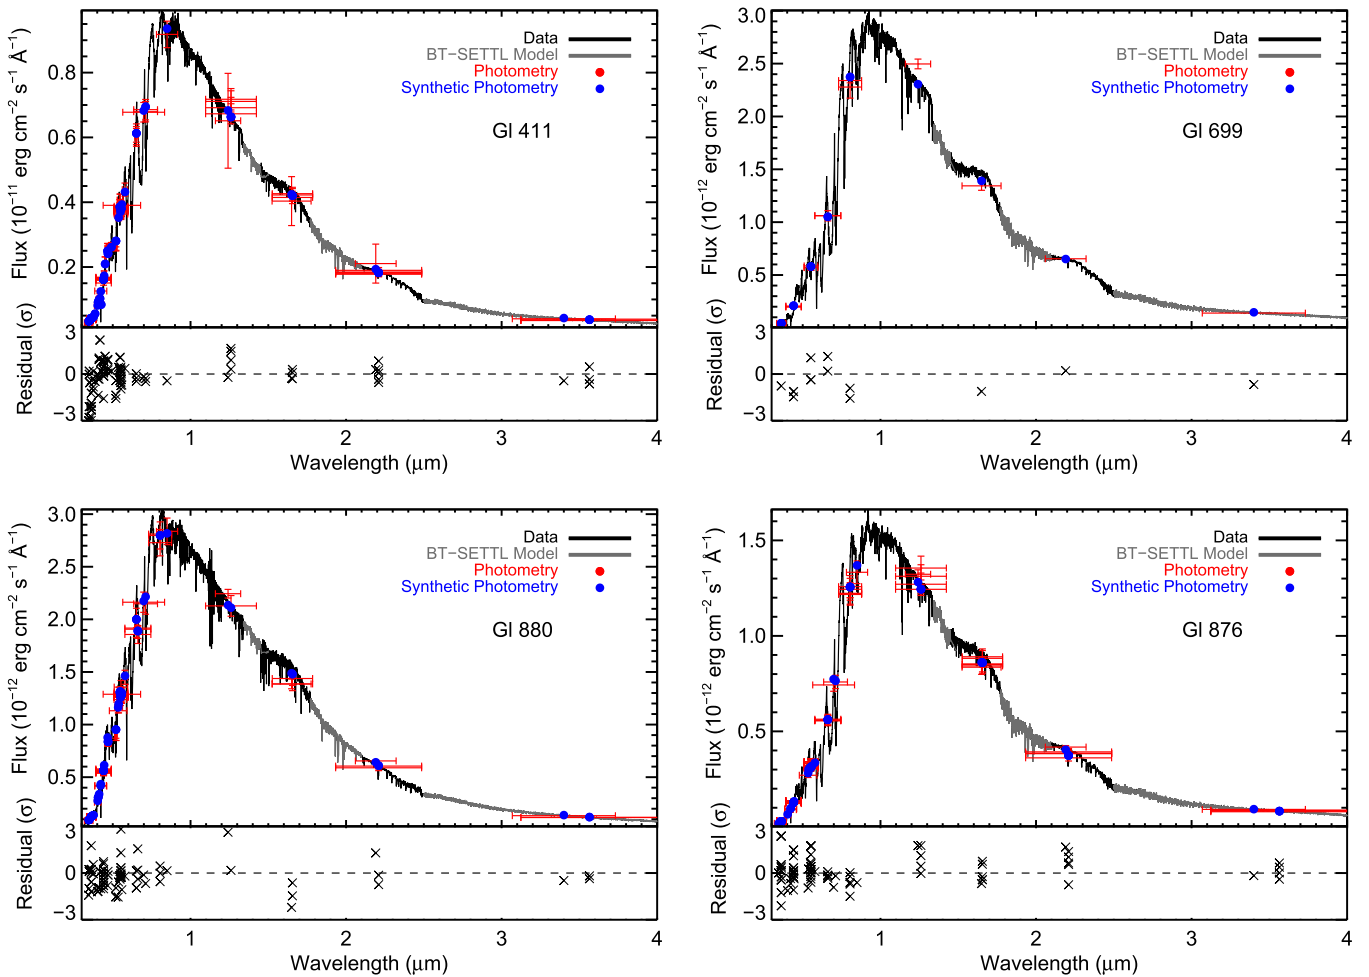 Flux (10⁻¹¹ erg cm⁻² s⁻¹ Å⁻¹)
0.8
0.6
0.4
0.2
Data
BT−SETTL Model
Photometry
Synthetic Photometry
Gl 411
Residual (σ)
3
0
−3
1 2 3 4
Wavelength (μm)
Flux (10⁻¹² erg cm⁻² s⁻¹ Å⁻¹)
3.0
2.5
2.0
1.5
1.0
0.5
Data
BT−SETTL Model
Photometry
Synthetic Photometry
Gl 699
Residual (σ)
3
0
−3
1 2 3 4
Wavelength (μm)
Flux (10⁻¹² erg cm⁻² s⁻¹ Å⁻¹)
3.0
2.5
2.0
1.5
1.0
0.5
Data
BT−SETTL Model
Photometry
Synthetic Photometry
Gl 880
Residual (σ)
3
0
−3
1 2 3 4
Wavelength (μm)
Flux (10⁻¹² erg cm⁻² s⁻¹ Å⁻¹)
1.5
1.0
0.5
Data
BT−SETTL Model
Photometry
Synthetic Photometry
Gl 876
Residual (σ)
3
0
−3
1 2 3 4
Wavelength (μm)